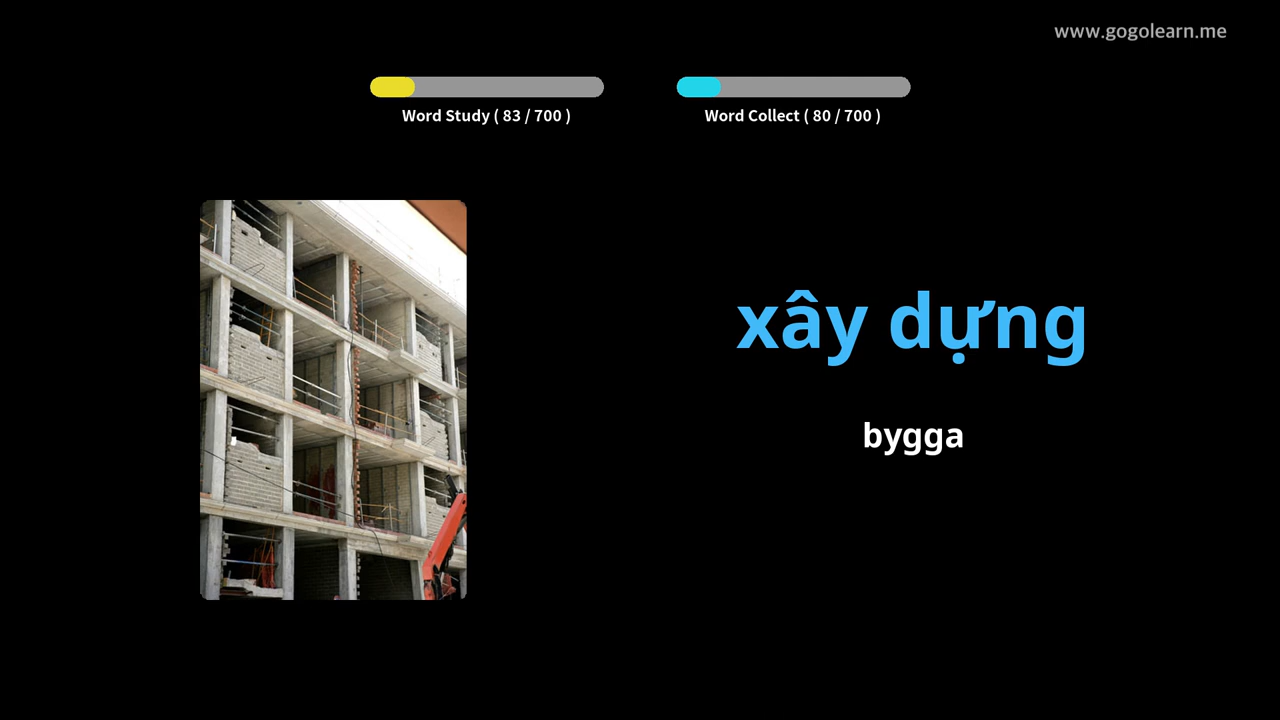 www.gogolearn.me
Word Study ( 83 / 700 )
Word Collect ( 80 / 700 )
xây dựng
bygga